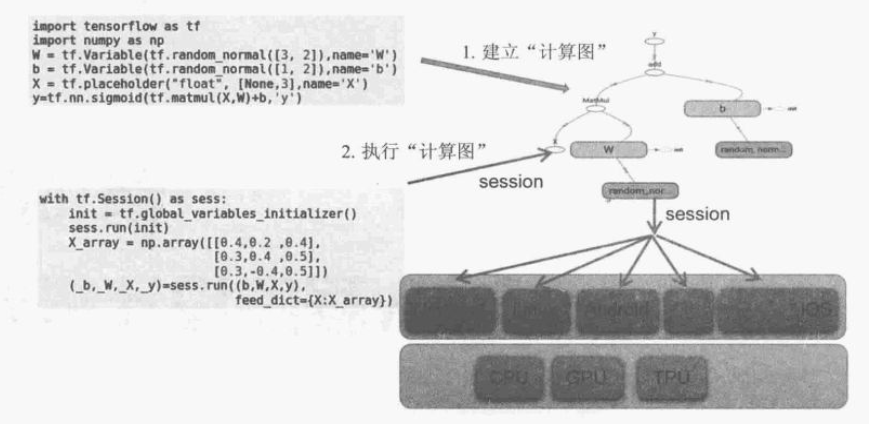 import tensorflow as tf
import numpy as np
W = tf.Variable(tf.random_normal([3, 2]),name='W')
b = tf.Variable(tf.random_normal([1, 2]),name='b')
X = tf.placeholder("float", [None,3],name='X')
y=tf.nn.sigmoid(tf.matmul(X,W)+b,'y')
1. 建立“计算图”
y
add
MatMul
b
random_norm...
X
W
random_nor...
2. 执行“计算图”
session
with tf.Session() as sess:
init = tf.global_variables_initializer()
sess.run(init)
X_array = np.array([[0.4,0.2 ,0.4],
[0.3,0.4 ,0.5],
[0.3,-0.4,0.5]])
(_b,_W,_X,_y)=sess.run((b,W,X,y),
feed_dict={X:X_array})
session
Android
iOS
CPU
GPU
TPU